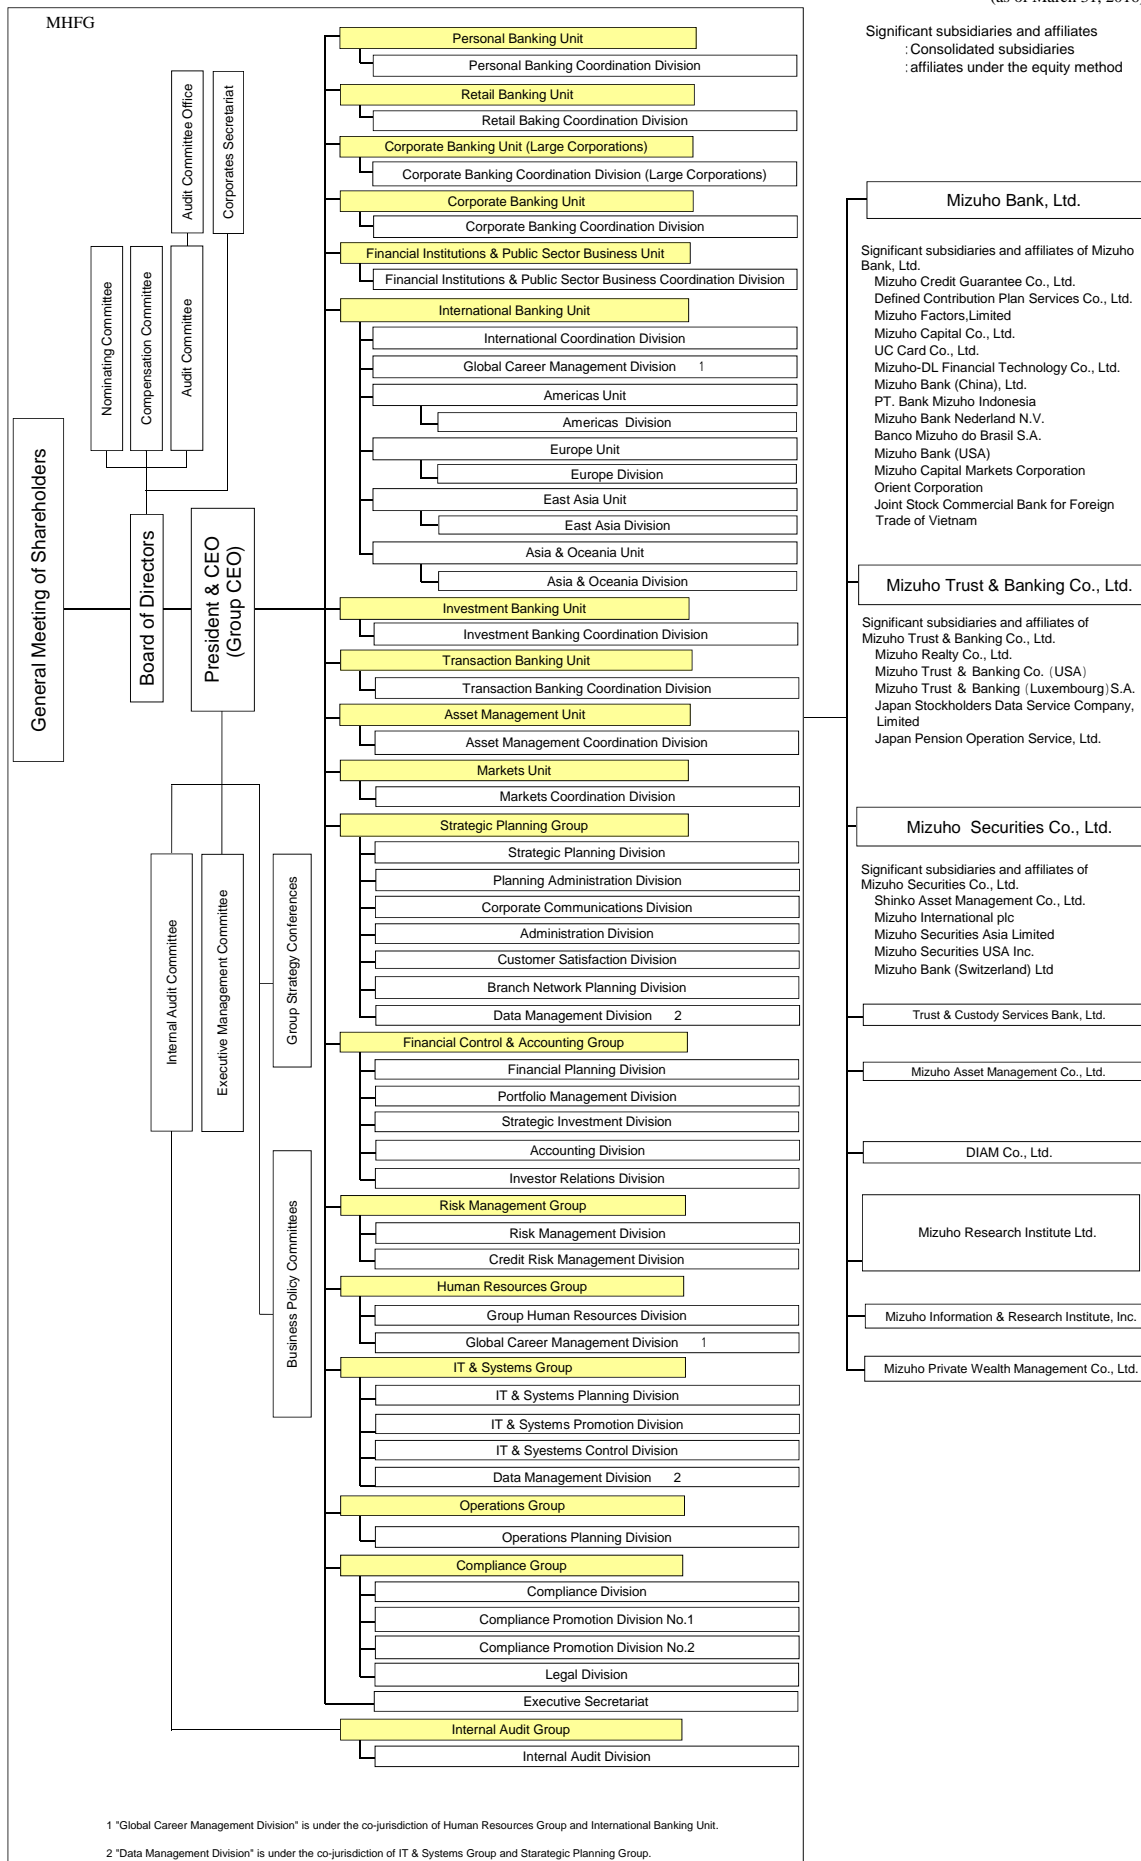 (as of March 31, 2016)
MHFG
Significant subsidiaries and affiliates
:Consolidated subsidiaries
:affiliates under the equity method
General Meeting of Shareholders
Board of Directors
Nominating Committee
Compensation Committee
Audit Committee
Audit Committee Office
Corporates Secretariat
President & CEO
(Group CEO)
Internal Audit Committee
Executive Management Committee
Group Strategy Conferences
Business Policy Committees
Personal Banking Unit
Personal Banking Coordination Division
Retail Banking Unit
Retail Baking Coordination Division
Corporate Banking Unit (Large Corporations)
Corporate Banking Coordination Division (Large Corporations)
Corporate Banking Unit
Corporate Banking Coordination Division
Financial Institutions & Public Sector Business Unit
Financial Institutions & Public Sector Business Coordination Division
International Banking Unit
International Coordination Division
Global Career Management Division 1
Americas Unit
Americas Division
Europe Unit
Europe Division
East Asia Unit
East Asia Division
Asia & Oceania Unit
Asia & Oceania Division
Investment Banking Unit
Investment Banking Coordination Division
Transaction Banking Unit
Transaction Banking Coordination Division
Asset Management Unit
Asset Management Coordination Division
Markets Unit
Markets Coordination Division
Strategic Planning Group
Strategic Planning Division
Planning Administration Division
Corporate Communications Division
Administration Division
Customer Satisfaction Division
Branch Network Planning Division
Data Management Division 2
Financial Control & Accounting Group
Financial Planning Division
Portfolio Management Division
Strategic Investment Division
Accounting Division
Investor Relations Division
Risk Management Group
Risk Management Division
Credit Risk Management Division
Human Resources Group
Group Human Resources Division
Global Career Management Division 1
IT & Systems Group
IT & Systems Planning Division
IT & Systems Promotion Division
IT & Syestems Control Division
Data Management Division 2
Operations Group
Operations Planning Division
Compliance Group
Compliance Division
Compliance Promotion Division No.1
Compliance Promotion Division No.2
Legal Division
Executive Secretariat
Internal Audit Group
Internal Audit Division
Mizuho Bank, Ltd.
Significant subsidiaries and affiliates of Mizuho
Bank, Ltd.
Mizuho Credit Guarantee Co., Ltd.
Defined Contribution Plan Services Co., Ltd.
Mizuho Factors,Limited
Mizuho Capital Co., Ltd.
UC Card Co., Ltd.
Mizuho-DL Financial Technology Co., Ltd.
Mizuho Bank (China), Ltd.
PT. Bank Mizuho Indonesia
Mizuho Bank Nederland N.V.
Banco Mizuho do Brasil S.A.
Mizuho Bank (USA)
Mizuho Capital Markets Corporation
Orient Corporation
Joint Stock Commercial Bank for Foreign
Trade of Vietnam
Mizuho Trust & Banking Co., Ltd.
Significant subsidiaries and affiliates of
Mizuho Trust & Banking Co., Ltd.
Mizuho Realty Co., Ltd.
Mizuho Trust & Banking Co. (USA)
Mizuho Trust & Banking (Luxembourg)S.A.
Japan Stockholders Data Service Company,
Limited
Japan Pension Operation Service, Ltd.
Mizuho Securities Co., Ltd.
Significant subsidiaries and affiliates of
Mizuho Securities Co., Ltd.
Shinko Asset Management Co., Ltd.
Mizuho International plc
Mizuho Securities Asia Limited
Mizuho Securities USA Inc.
Mizuho Bank (Switzerland) Ltd
Trust & Custody Services Bank, Ltd.
Mizuho Asset Management Co., Ltd.
DIAM Co., Ltd.
Mizuho Research Institute Ltd.
Mizuho Information & Research Institute, Inc.
Mizuho Private Wealth Management Co., Ltd.
1 "Global Career Management Division" is under the co-jurisdiction of Human Resources Group and International Banking Unit.
2 "Data Management Division" is under the co-jurisdiction of IT & Systems Group and Starategic Planning Group.